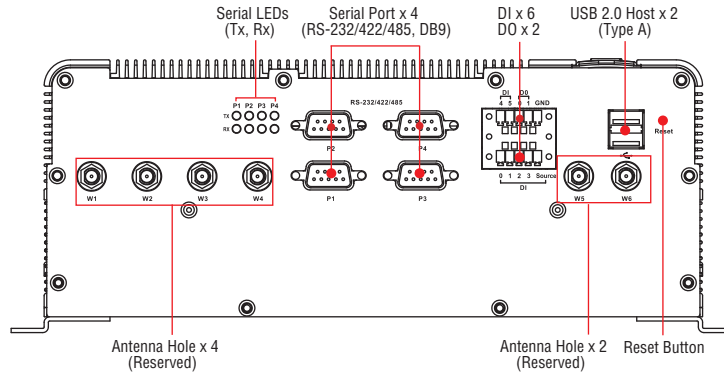 Serial LEDs
(Tx, Rx)
Serial Port x 4
(RS-232/422/485, DB9)
DI x 6
DO x 2
USB 2.0 Host x 2
(Type A)
P1 P2 P3 P4
TX
RX
RS-232/422/485
P2
P4
P1
P3
DI DO
4 5 0 1 GND
0 1 2 3 Source
DI
Reset
W1
W2
W3
W4
W5
W6
Antenna Hole x 4
(Reserved)
Antenna Hole x 2
(Reserved)
Reset Button